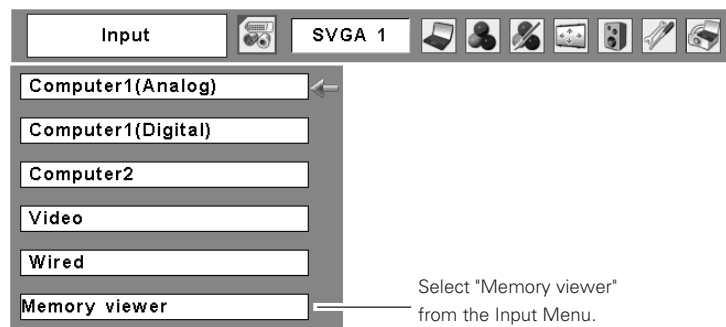 Input
SVGA 1
Computer1(Analog)
Computer1(Digital)
Computer2
Video
Wired
Memory viewer
Select "Memory viewer"
from the Input Menu.